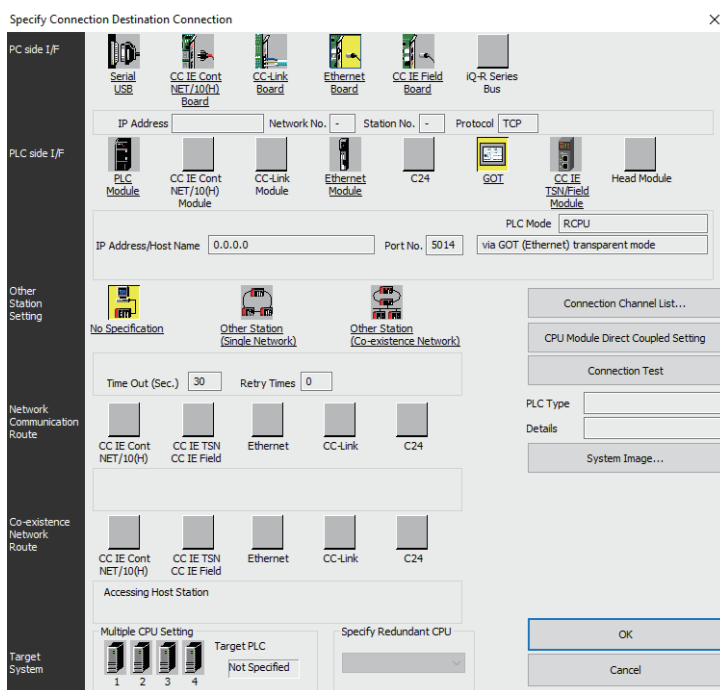 Specify Connection Destination Connection
PC side I/F
Serial
USB
CC IE Cont
NET/10(H)
Board
CC-Link
Board
Ethernet
Board
CC IE Field
Board
iQ-R Series
Bus
IP Address
Network No. -
Station No. -
Protocol TCP
PLC side I/F
PLC
Module
CC IE Cont
NET/10(H)
Module
CC-Link
Module
Ethernet
Module
C24
GOT
CC IE
TSN/Field
Module
Head Module
PLC Mode RCPU
IP Address/Host Name 0.0.0.0
Port No. 5014
via GOT (Ethernet) transparent mode
Other
Station
Setting
No Specification
Other Station
(Single Network)
Other Station
(Co-existence Network)
Connection Channel List...
CPU Module Direct Coupled Setting
Connection Test
Time Out (Sec.) 30
Retry Times 0
PLC Type
Details
System Image...
Network
Communication
Route
CC IE Cont
NET/10(H)
CC IE TSN
CC IE Field
Ethernet
CC-Link
C24
Co-existence
Network
Route
CC IE Cont
NET/10(H)
CC IE TSN
CC IE Field
Ethernet
CC-Link
C24
Accessing Host Station
Target
System
Multiple CPU Setting
1 2 3 4
Target PLC
Not Specified
Specify Redundant CPU
OK
Cancel